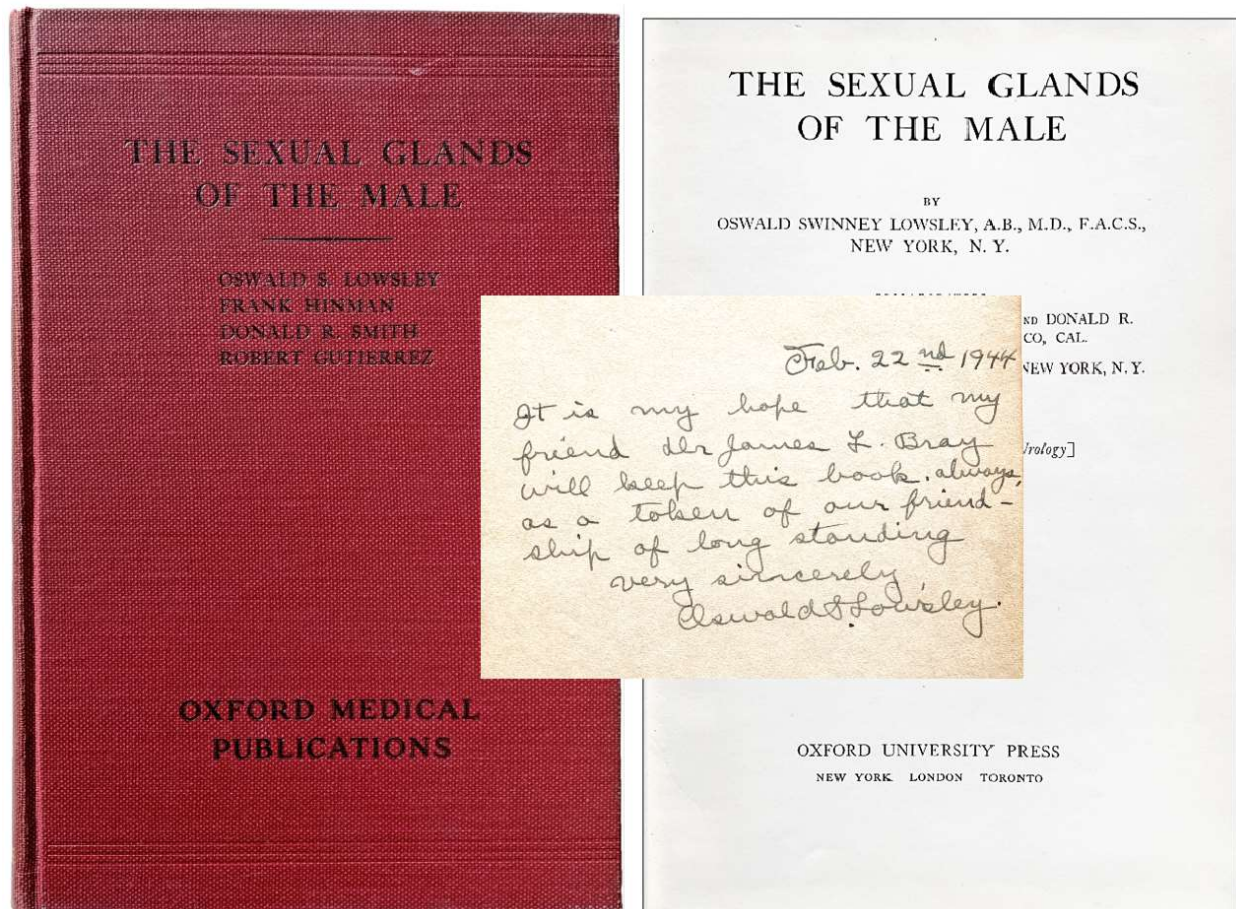 THE SEXUAL GLANDS
OF THE MALE
OSWALD S. LOWSLEY
FRANK HINMAN
DONALD R. SMITH
ROBERT GUTIERREZ
OXFORD MEDICAL
PUBLICATIONS
THE SEXUAL GLANDS
OF THE MALE
BY
OSWALD SWINNEY LOWSLEY, A.B., M.D., F.A.C.S.,
NEW YORK, N. Y.
DONALD R.
CO, CAL.
NEW YORK, N. Y.
Urology]
Feb. 22nd 1944
It is my hope that my
friend Dr James L. Bray
will keep this book, always,
as a token of our friend-
ship of long standing
very sincerely,
Oswald S Lowsley.
OXFORD UNIVERSITY PRESS
NEW YORK LONDON TORONTO